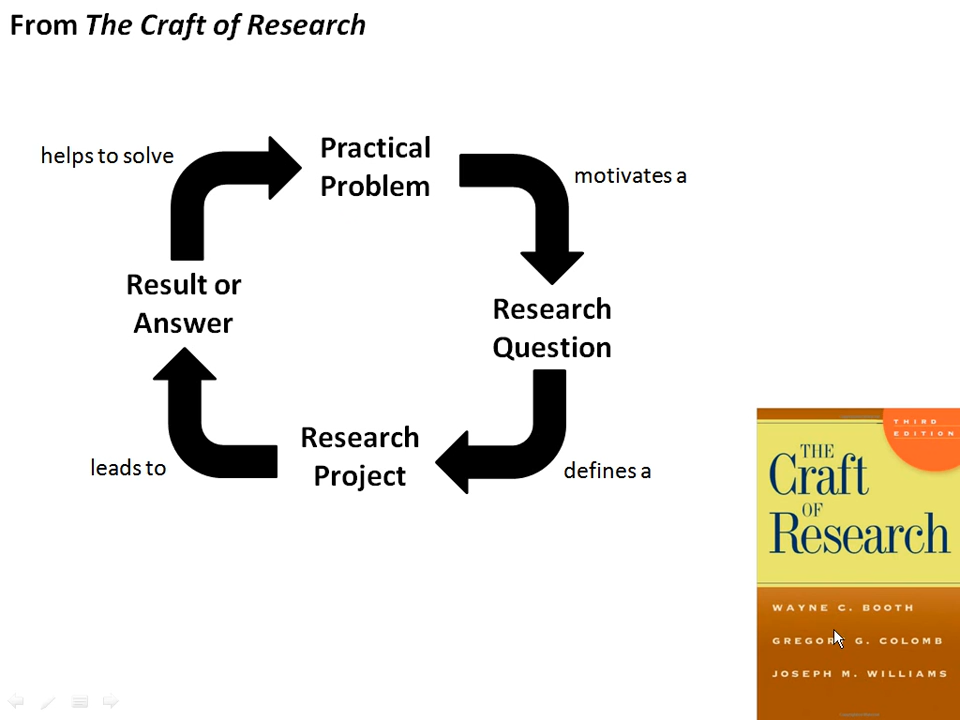 From The Craft of Research
helps to solve
Practical
Problem
motivates a
Result or
Answer
Research
Question
Research
Project
leads to
defines a
THIRD
EDITION
THE
Craft
OF
Research
WAYNE C. BOOTH
GREGORY G. COLOMB
JOSEPH M. WILLIAMS